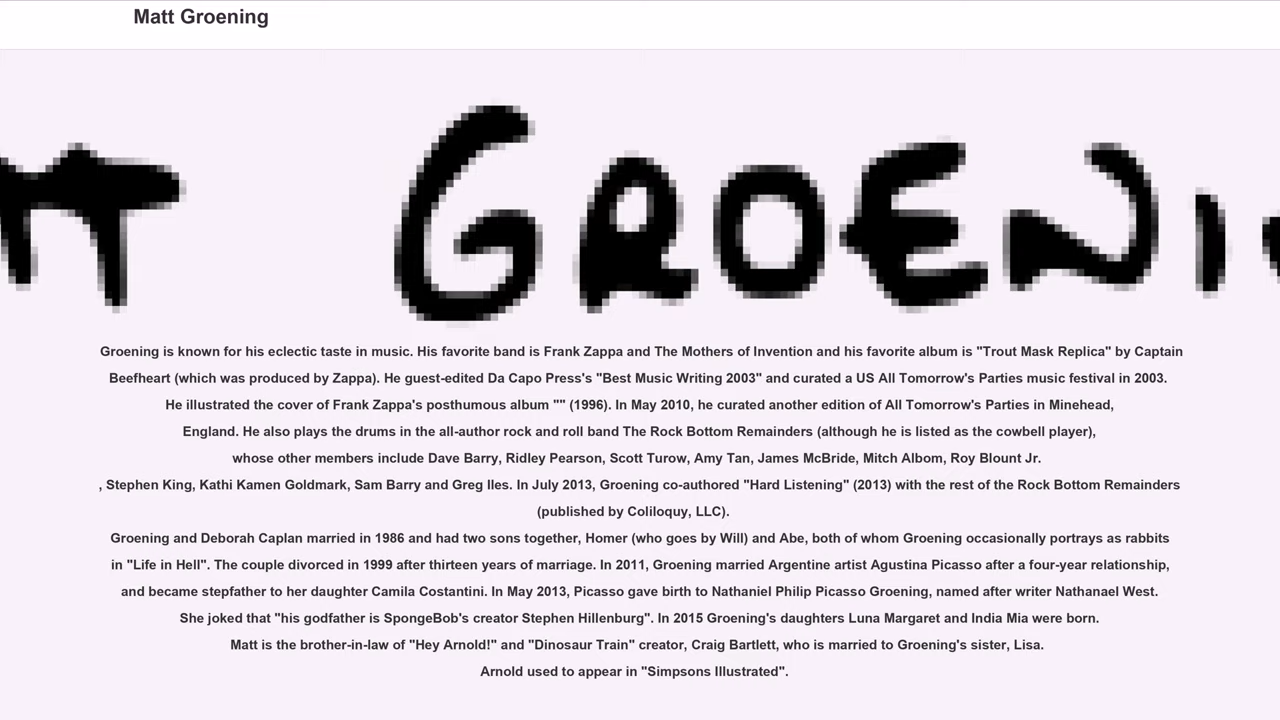 Matt Groening
TT GROENI
Groening is known for his eclectic taste in music. His favorite band is Frank Zappa and The Mothers of Invention and his favorite album is "Trout Mask Replica" by Captain
Beefheart (which was produced by Zappa). He guest-edited Da Capo Press's "Best Music Writing 2003" and curated a US All Tomorrow's Parties music festival in 2003.
He illustrated the cover of Frank Zappa's posthumous album "" (1996). In May 2010, he curated another edition of All Tomorrow's Parties in Minehead,
England. He also plays the drums in the all-author rock and roll band The Rock Bottom Remainders (although he is listed as the cowbell player),
whose other members include Dave Barry, Ridley Pearson, Scott Turow, Amy Tan, James McBride, Mitch Albom, Roy Blount Jr.
, Stephen King, Kathi Kamen Goldmark, Sam Barry and Greg Iles. In July 2013, Groening co-authored "Hard Listening" (2013) with the rest of the Rock Bottom Remainders
(published by Coliloquy, LLC).
Groening and Deborah Caplan married in 1986 and had two sons together, Homer (who goes by Will) and Abe, both of whom Groening occasionally portrays as rabbits
in "Life in Hell". The couple divorced in 1999 after thirteen years of marriage. In 2011, Groening married Argentine artist Agustina Picasso after a four-year relationship,
and became stepfather to her daughter Camila Costantini. In May 2013, Picasso gave birth to Nathaniel Philip Picasso Groening, named after writer Nathanael West.
She joked that "his godfather is SpongeBob's creator Stephen Hillenburg". In 2015 Groening's daughters Luna Margaret and India Mia were born.
Matt is the brother-in-law of "Hey Arnold!" and "Dinosaur Train" creator, Craig Bartlett, who is married to Groening's sister, Lisa.
Arnold used to appear in "Simpsons Illustrated".